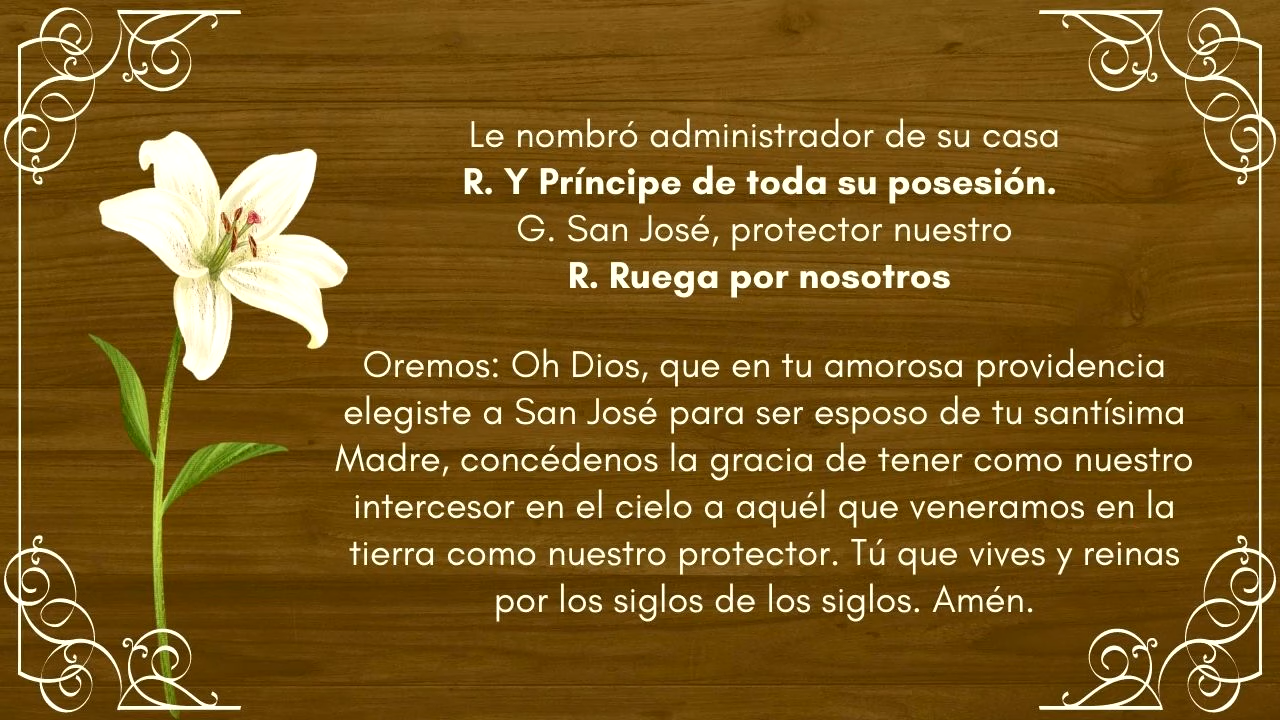 Le nombró administrador de su casa
R. Y Príncipe de toda su posesión.
G. San José, protector nuestro
R. Ruega por nosotros
Oremos: Oh Dios, que en tu amorosa providencia
elegiste a San José para ser esposo de tu santísima
Madre, concédenos la gracia de tener como nuestro
intercesor en el cielo a aquél que veneramos en la
tierra como nuestro protector. Tú que vives y reinas
por los siglos de los siglos. Amén.